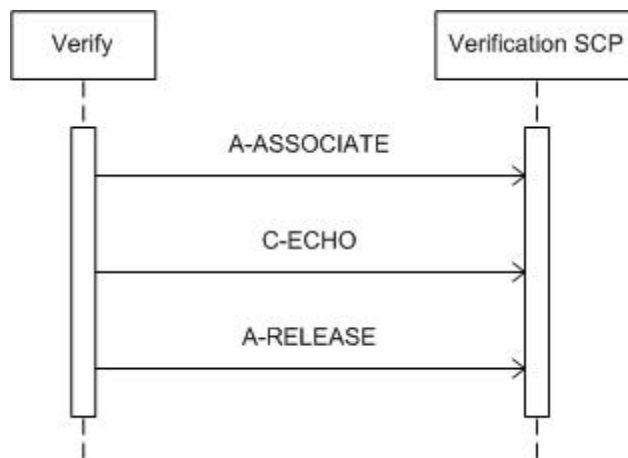 Verify
Verification SCP
A-ASSOCIATE
C-ECHO
A-RELEASE